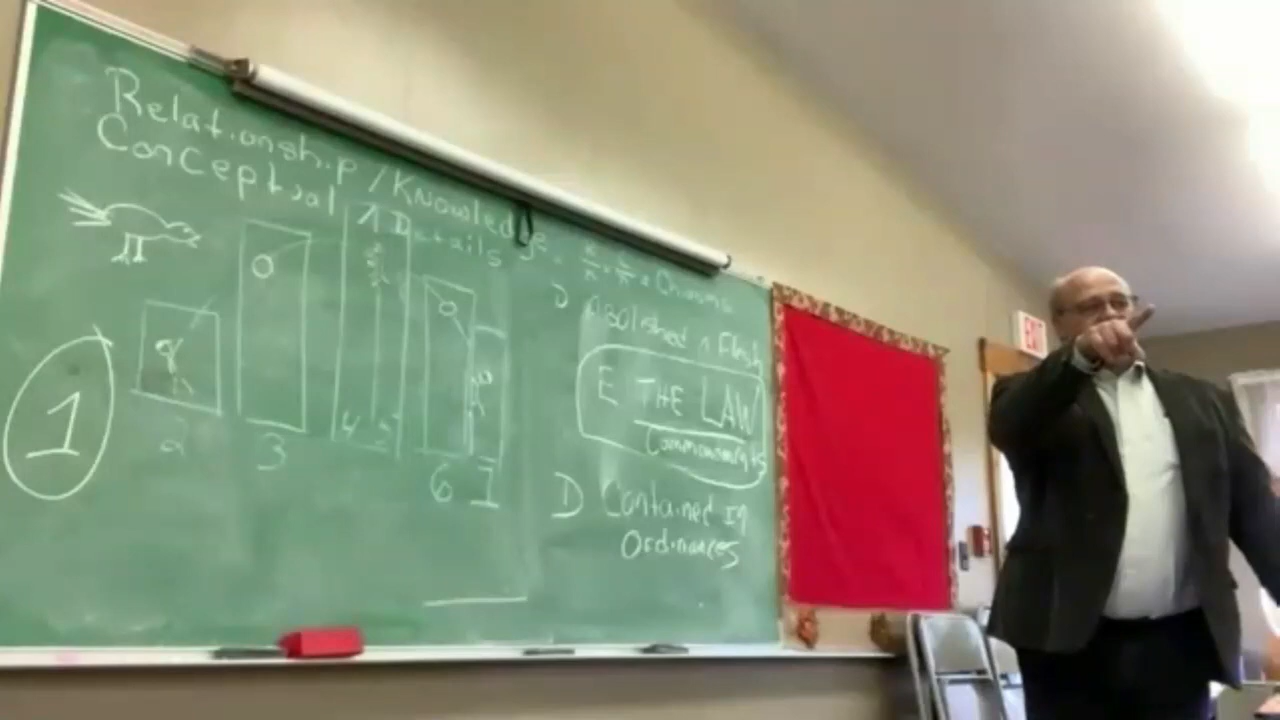 Relationship / Knowledge
Conceptual 1 Details
D Abolished n Flesh
E THE LAW
Commandments
D Contained In
Ordinances
1
2
3
4 5
6 7
EXIT